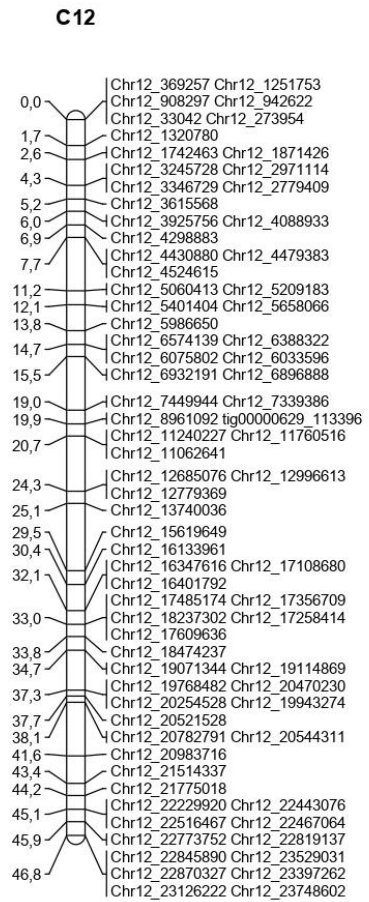 C12
Chr12_369257 Chr12_1251753
0,0 Chr12_908297 Chr12_942622
Chr12_33042 Chr12_273954
1,7 Chr12_1320780
2,6 Chr12_1742463 Chr12_1871426
4,3 Chr12_3245728 Chr12_2971114
Chr12_3346729 Chr12_2779409
5,2 Chr12_3615568
6,0 Chr12_3925756 Chr12_4088933
6,9 Chr12_4298883
7,7 Chr12_4430880 Chr12_4479383
Chr12_4524615
11,2 Chr12_5060413 Chr12_5209183
12,1 Chr12_5401404 Chr12_5658066
13,8 Chr12_5986650
14,7 Chr12_6574139 Chr12_6388322
Chr12_6075802 Chr12_6033596
15,5 Chr12_6932191 Chr12_6896888
19,0 Chr12_7449944 Chr12_7339386
19,9 Chr12_8961092 tig00000629_113396
20,7 Chr12_11240227 Chr12_11760516
Chr12_11062641
24,3 Chr12_12685076 Chr12_12996613
Chr12_12779369
25,1 Chr12_13740036
29,5 Chr12_15619649
30,4 Chr12_16133961
32,1 Chr12_16347616 Chr12_17108680
Chr12_16401792
Chr12_17485174 Chr12_17356709
33,0 Chr12_18237302 Chr12_17258414
Chr12_17609636
33,8 Chr12_18474237
34,7 Chr12_19071344 Chr12_19114869
37,3 Chr12_19768482 Chr12_20470230
Chr12_20254528 Chr12_19943274
37,7 Chr12_20521528
38,1 Chr12_20782791 Chr12_20544311
41,6 Chr12_20983716
43,4 Chr12_21514337
44,2 Chr12_21775018
45,1 Chr12_22229920 Chr12_22443076
Chr12_22516467 Chr12_22467064
45,9 Chr12_22773752 Chr12_22819137
Chr12_22845890 Chr12_23529031
46,8 Chr12_22870327 Chr12_23397262
Chr12_23126222 Chr12_23748602